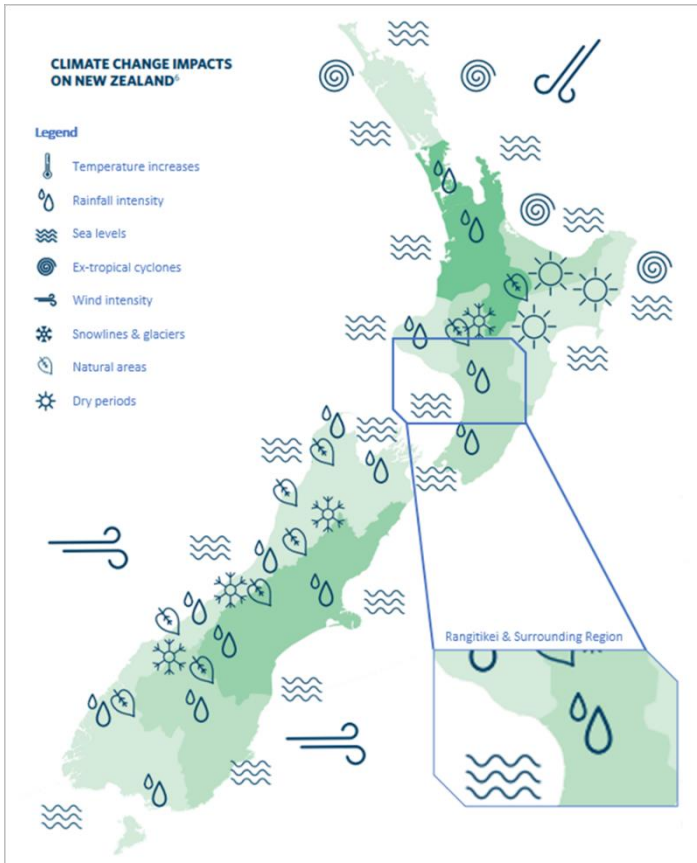 CLIMATE CHANGE IMPACTS
ON NEW ZEALAND⁶
Legend
Temperature increases
Rainfall intensity
Sea levels
Ex-tropical cyclones
Wind intensity
Snowlines & glaciers
Natural areas
Dry periods
Rangitikei & Surrounding Region